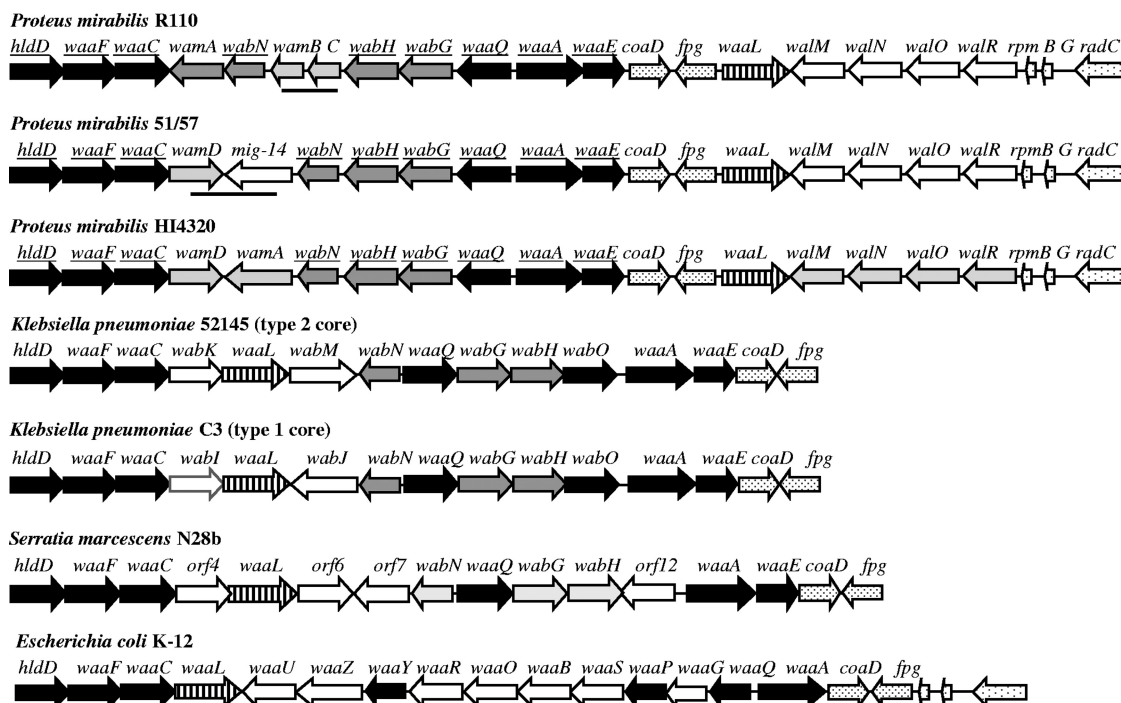 Proteus mirabilis R110
hldD waaF waaC wamA wabN wamB C wabH wabG waaQ waaA waaE coaD fpg waaL walM walN walO walR rpm B G radC
Proteus mirabilis 51/57
hldD waaF waaC wamD mig-14 wabN wabH wabG waaQ waaA waaE coaD fpg waaL walM walN walO walR rpmB G radC
Proteus mirabilis HI4320
hldD waaF waaC wamD wamA wabN wabH wabG waaQ waaA waaE coaD fpg waaL walM walN walO walR rpmB G radC
Klebsiella pneumoniae 52145 (type 2 core)
hldD waaF waaC wabK waaL wabM wabN waaQ wabG wabH wabO waaA waaE coaD fpg
Klebsiella pneumoniae C3 (type 1 core)
hldD waaF waaC wabI waaL wabJ wabN waaQ wabG wabH wabO waaA waaE coaD fpg
Serratia marcescens N28b
hldD waaF waaC orf4 waaL orf6 orf7 wabN waaQ wabG wabH orf12 waaA waaE coaD fpg
Escherichia coli K-12
hldD waaF waaC waaL waaU waaZ waaY waaR waaO waaB waaS waaP waaG waaQ waaA coaD fpg